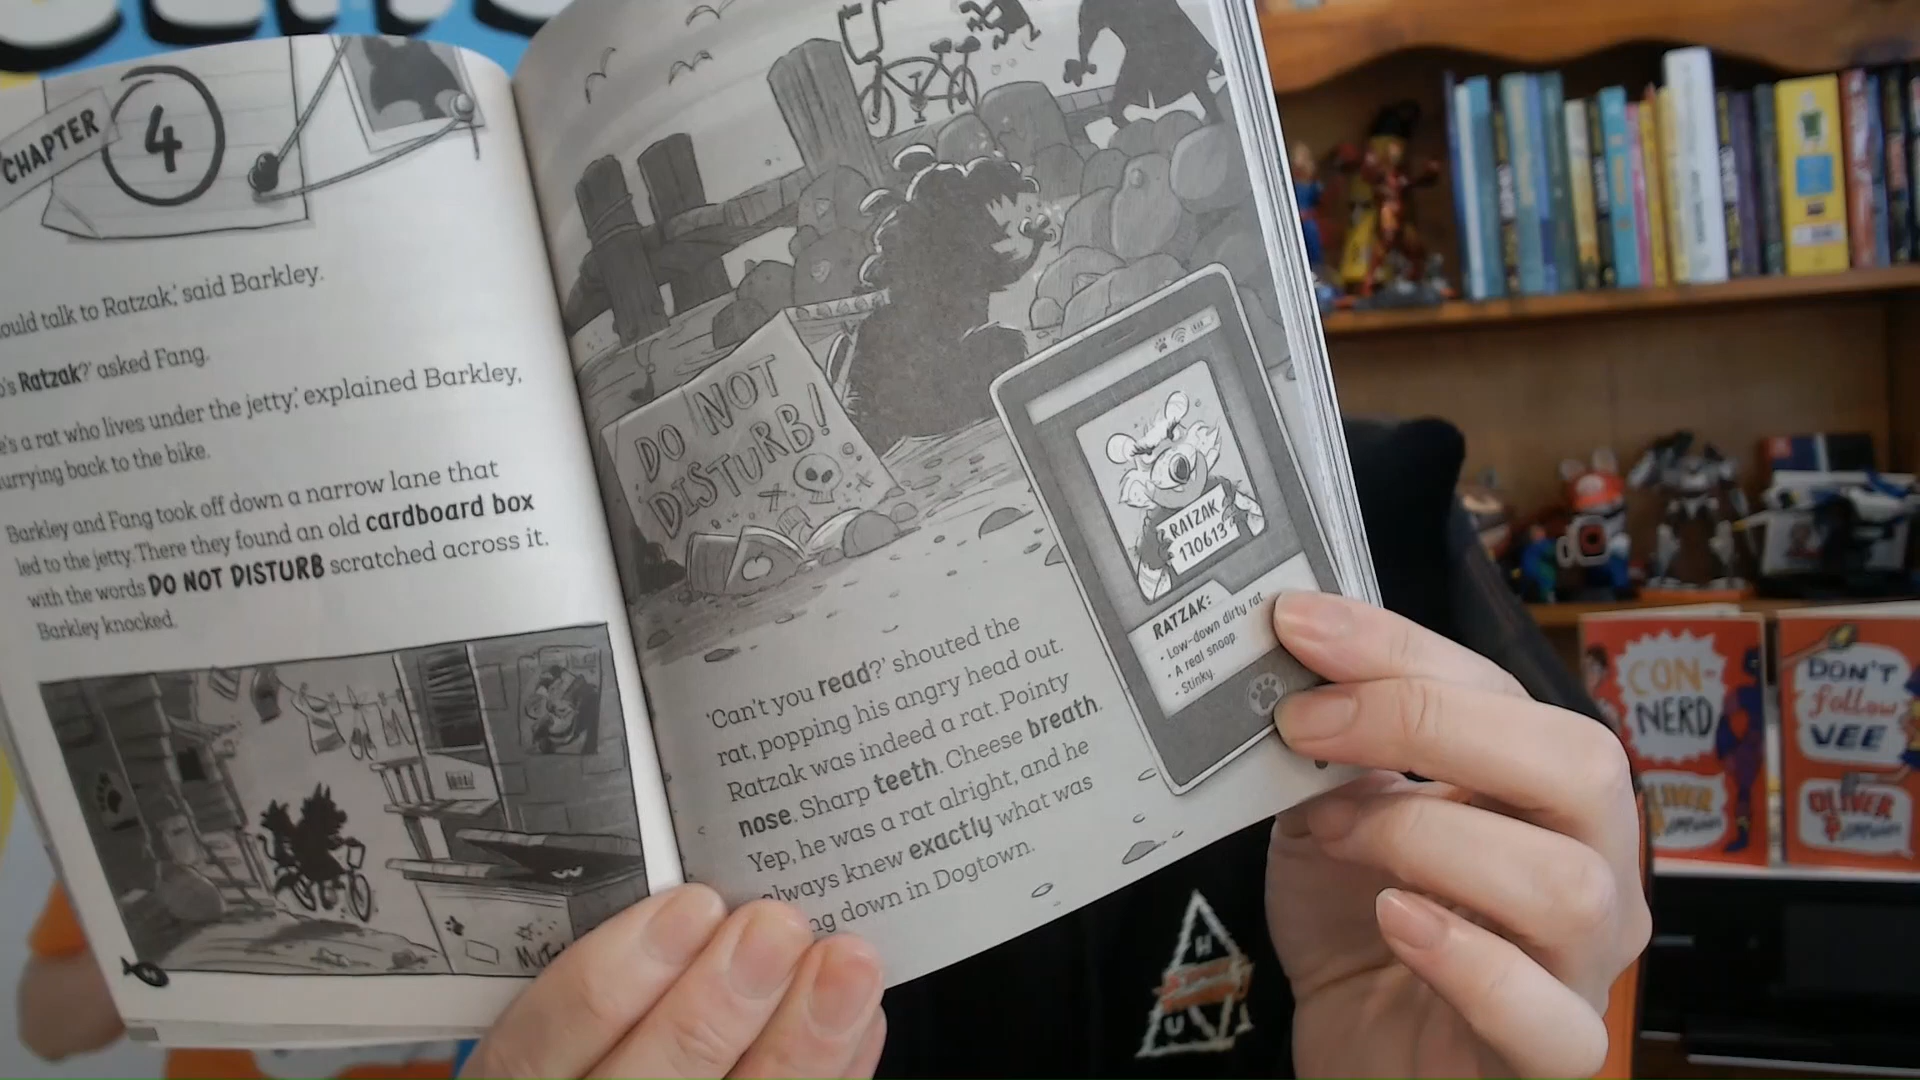 CHAPTER
4
ould talk to Ratzak,' said Barkley.
Ratzak?' asked Fang.
a rat who lives under the jetty,' explained Barkley,
back to the bike.
Barkley and Fang took off down a narrow lane that
led to the jetty. There they found an old cardboard box
with the words DO NOT DISTURB scratched across it.
Barkley knocked.
DO NOT
DISTURB!
RATZAK
170613
RATZAK:
• Low-down dirty rat.
• A real snoop.
• Stinky.
'Can't you read?' shouted the
rat, popping his angry head out.
Ratzak was indeed a rat. Pointy
nose. Sharp teeth. Cheese breath.
Yep, he was a rat alright, and he
always knew exactly what was
ng down in Dogtown.
CON-
NERD
OLIVER
DON'T
follow
VEE
OLIVER
H
U